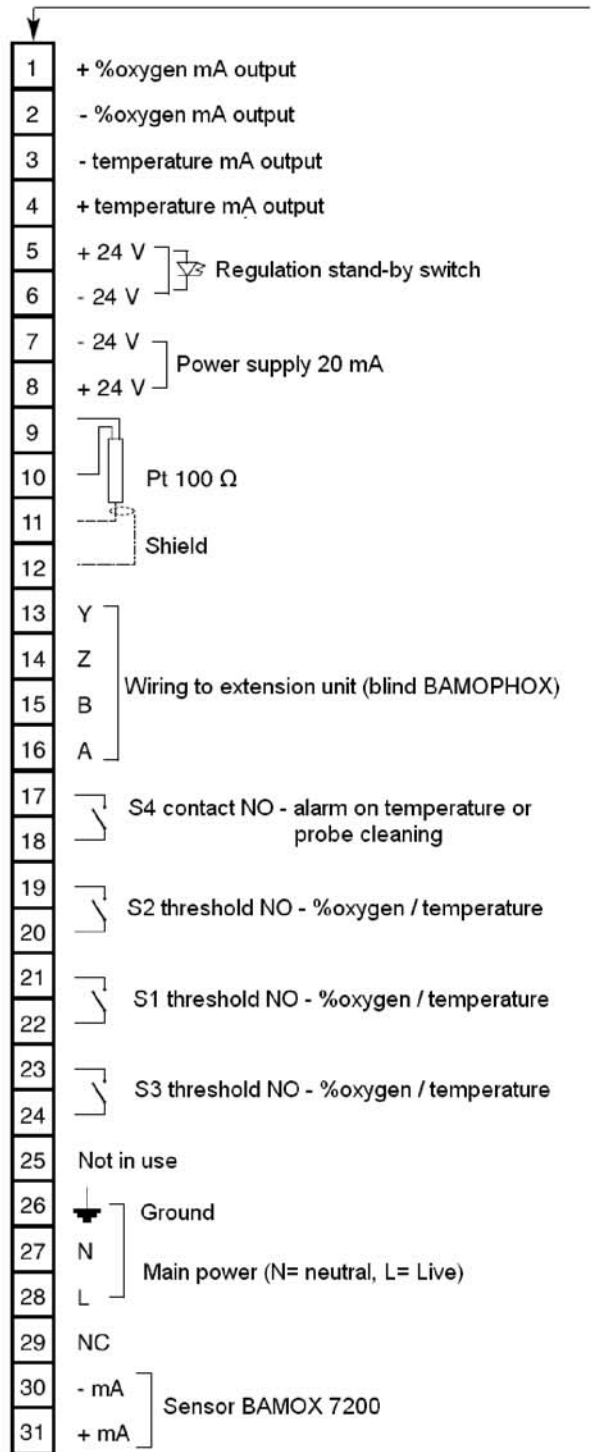 1 + %oxygen mA output
2 - %oxygen mA output
3 - temperature mA output
4 + temperature mA output
5 + 24 V
Regulation stand-by switch
6 - 24 V
7 - 24 V
Power supply 20 mA
8 + 24 V
9
10 Pt 100 Ω
11
Shield
12
13 Y
14 Z
Wiring to extension unit (blind BAMOPHOX)
15 B
16 A
17
S4 contact NO - alarm on temperature or
probe cleaning
18
19
S2 threshold NO - %oxygen / temperature
20
21
S1 threshold NO - %oxygen / temperature
22
23
S3 threshold NO - %oxygen / temperature
24
25 Not in use
26 Ground
27 N
Main power (N= neutral, L= Live)
28 L
29 NC
30 - mA
Sensor BAMOX 7200
31 + mA